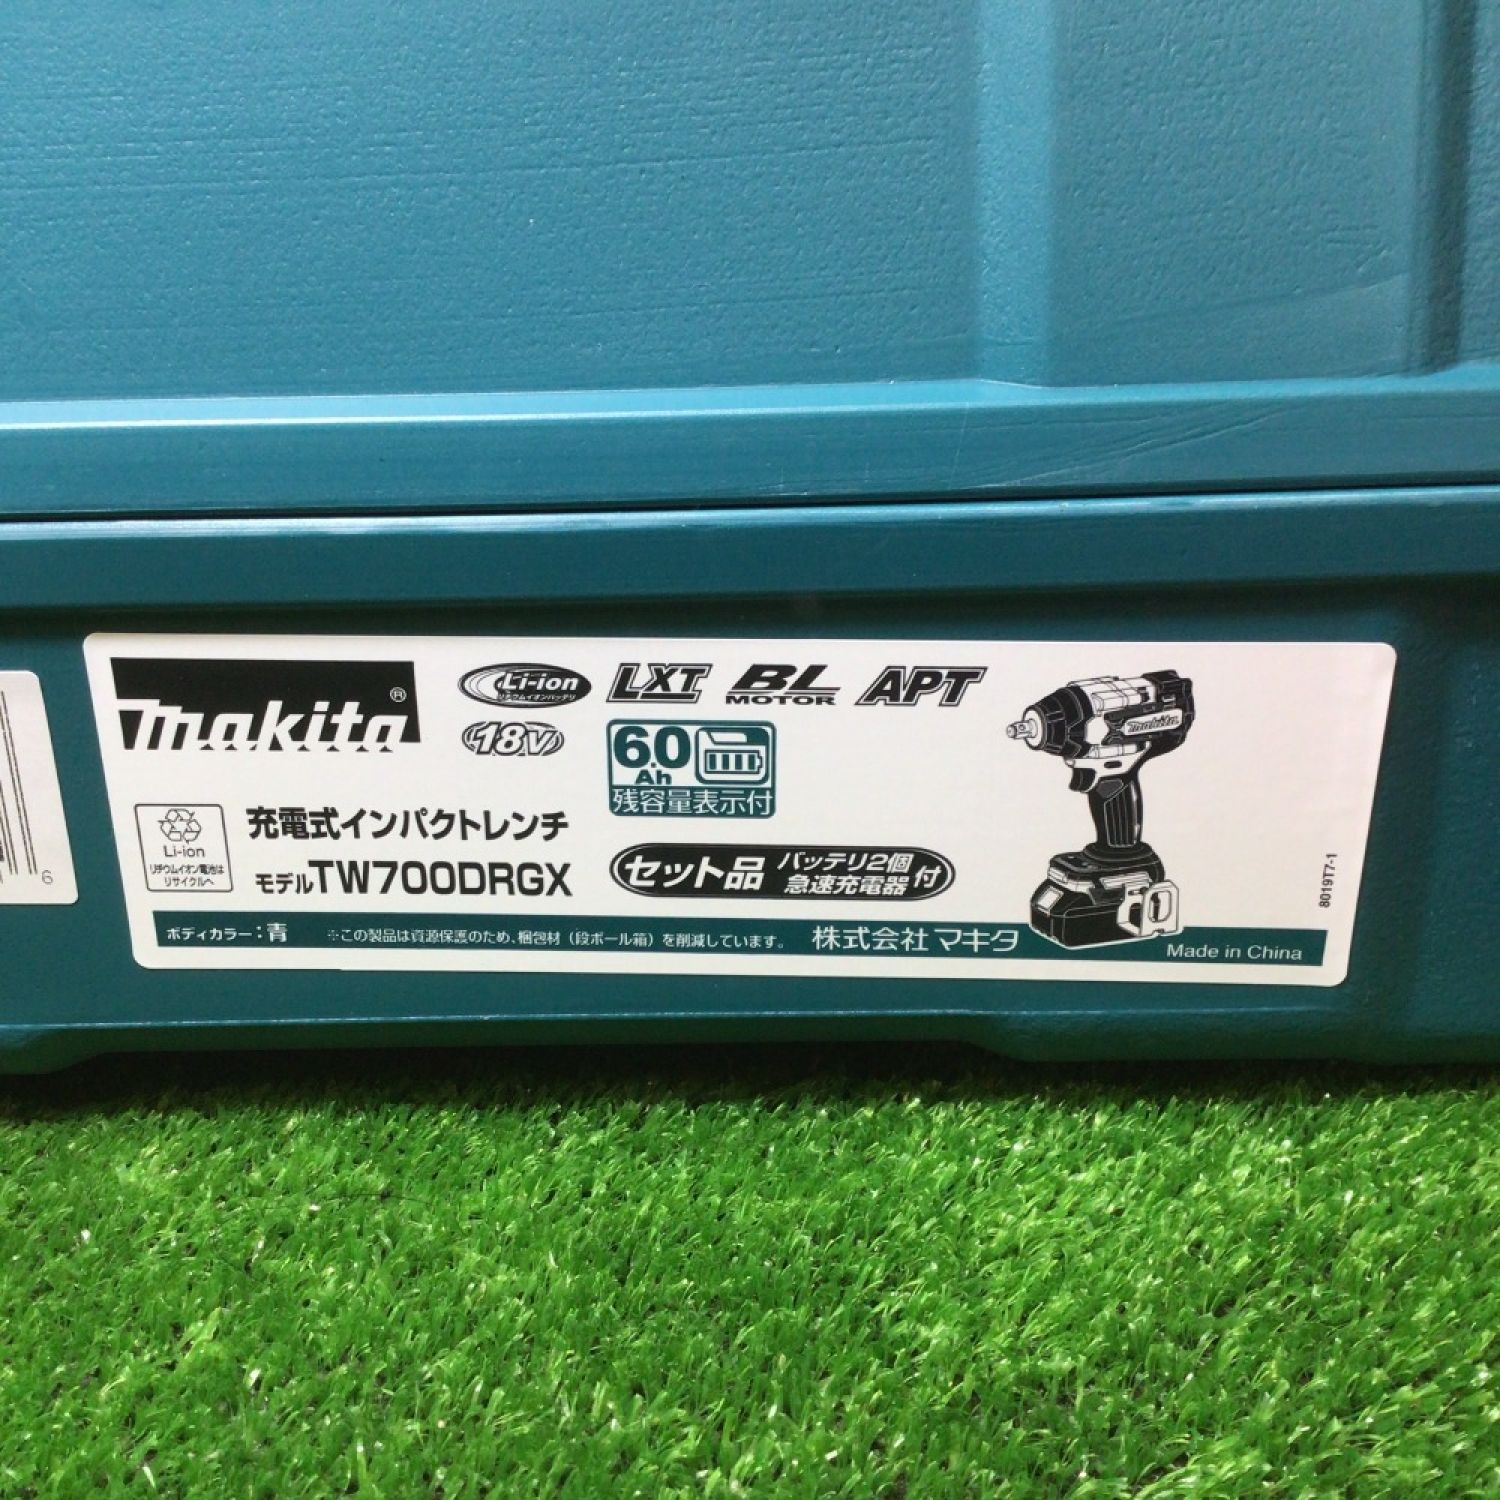 makita®
Li-ion
リチウムイオンバッテリ
LXT
BL
MOTOR
APT
18V
6.0
Ah
残容量表示付
makita
Li-ion
リチウムイオン電池は
リサイクルへ
充電式インパクトレンチ
モデルTW700DRGX
セット品 バッテリ2個
急速充電器 付
8019T7-1
6
ボディカラー:青 ※この製品は資源保護のため、梱包材(段ボール箱)を削減しています。 株式会社マキタ Made in China